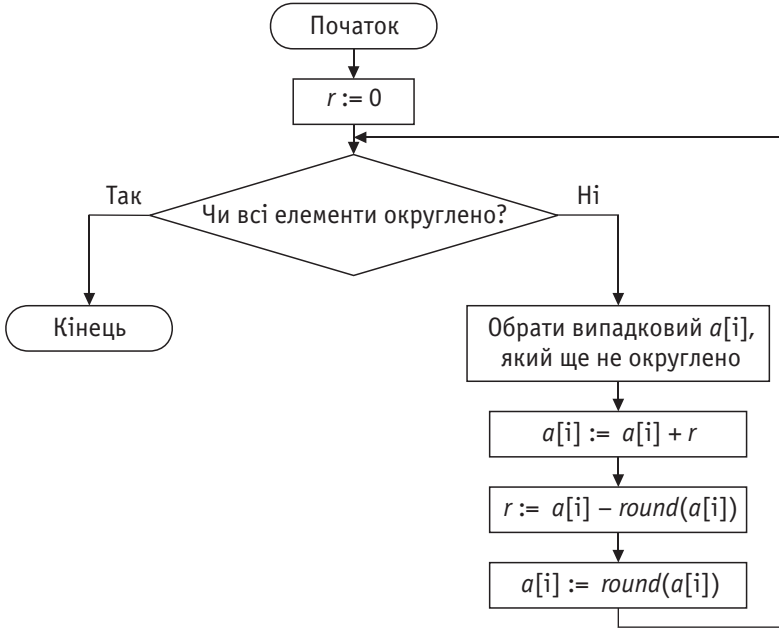 Початок
r := 0
Так
Чи всі елементи округлено?
Ні
Кінець
Обрати випадковий a[i],
який ще не округлено
a[i] := a[i] + r
r := a[i] – round(a[i])
a[i] := round(a[i])